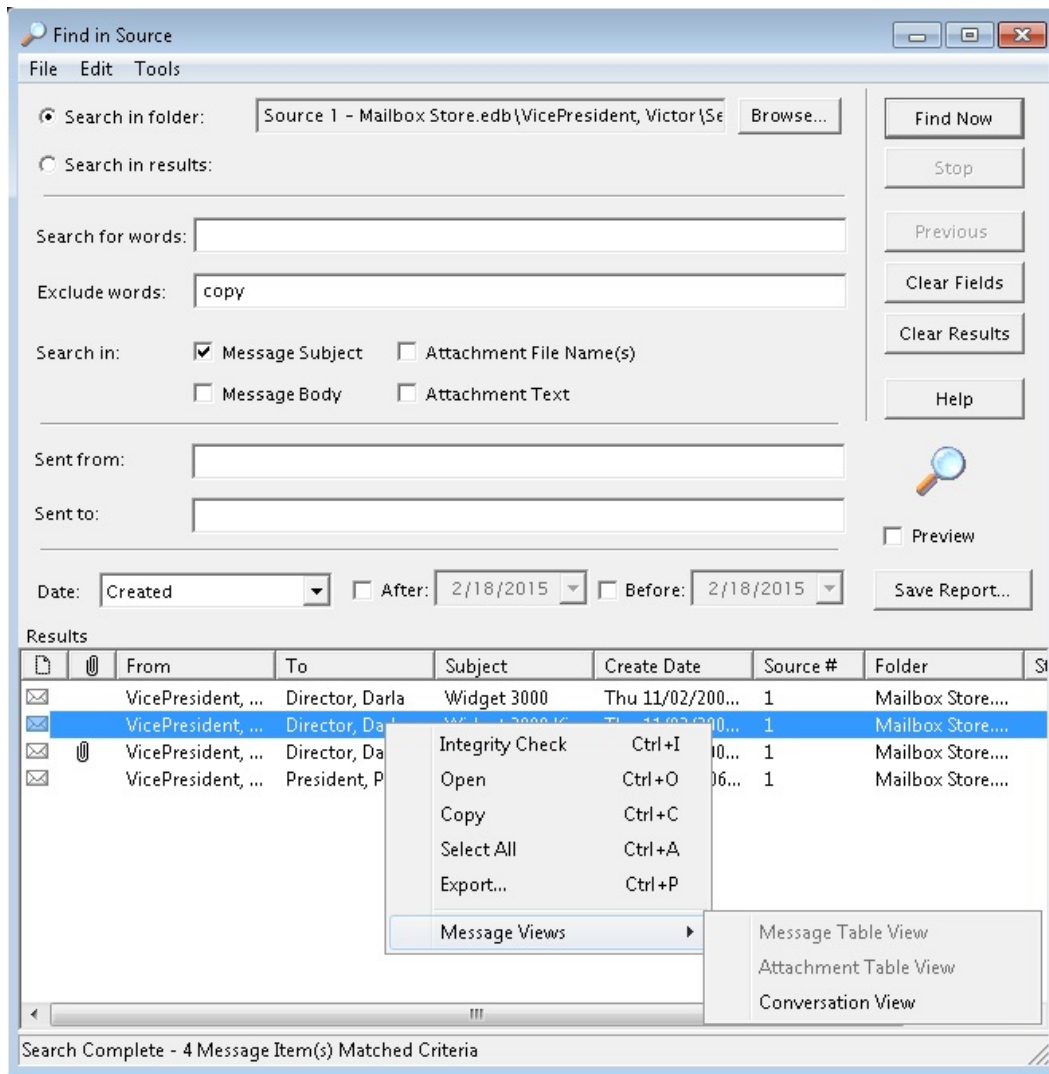 Find in Source
File Edit Tools
Search in folder: Source 1 - Mailbox Store.edb\VicePresident, Victor\Se Browse... Find Now
Search in results: Stop
Search for words: Previous
Exclude words: copy Clear Fields
Clear Results
Search in: Message Subject Attachment File Name(s)
Message Body Attachment Text Help
Sent from:
Sent to:
Preview
Date: Created After: 2/18/2015 Before: 2/18/2015 Save Report...
Results
From To Subject Create Date Source # Folder St
VicePresident, ... Director, Darla Widget 3000 Thu 11/02/200... 1 Mailbox Store....
VicePresident, ... Director, 1 Mailbox Store....
VicePresident, ... Director, Da 1 Mailbox Store....
VicePresident, ... President, P 06... 1 Mailbox Store....
Integrity Check Ctrl+I
Open Ctrl+O
Copy Ctrl+C
Select All Ctrl+A
Export... Ctrl+P
Message Views
Message Table View
Attachment Table View
Conversation View
Search Complete - 4 Message Item(s) Matched Criteria